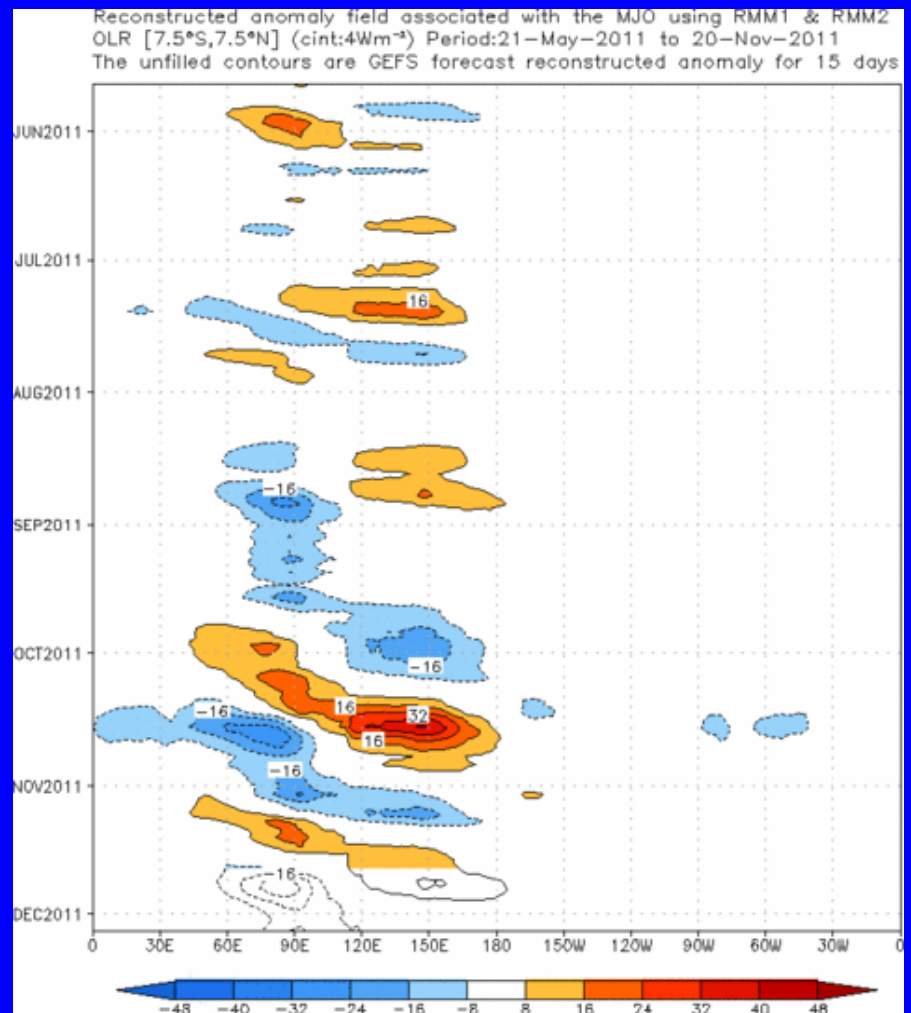 Reconstructed anomaly field associated with the MJO using RMM1 & RMM2
OLR [7.5°S,7.5°N] (cint:4Wm⁻²) Period:21-May-2011 to 20-Nov-2011
The unfilled contours are GEFS forecast reconstructed anomaly for 15 days
JUN2011
JUL2011
16
AUG2011
-16
SEP2011
OCT2011
-16
-16
16
32
16
-16
NOV2011
-16
DEC2011
0 30E 60E 90E 120E 150E 180 150W 120W 90W 60W 30W 0
-48 -40 -32 -24 -16 -8 8 16 24 32 40 48